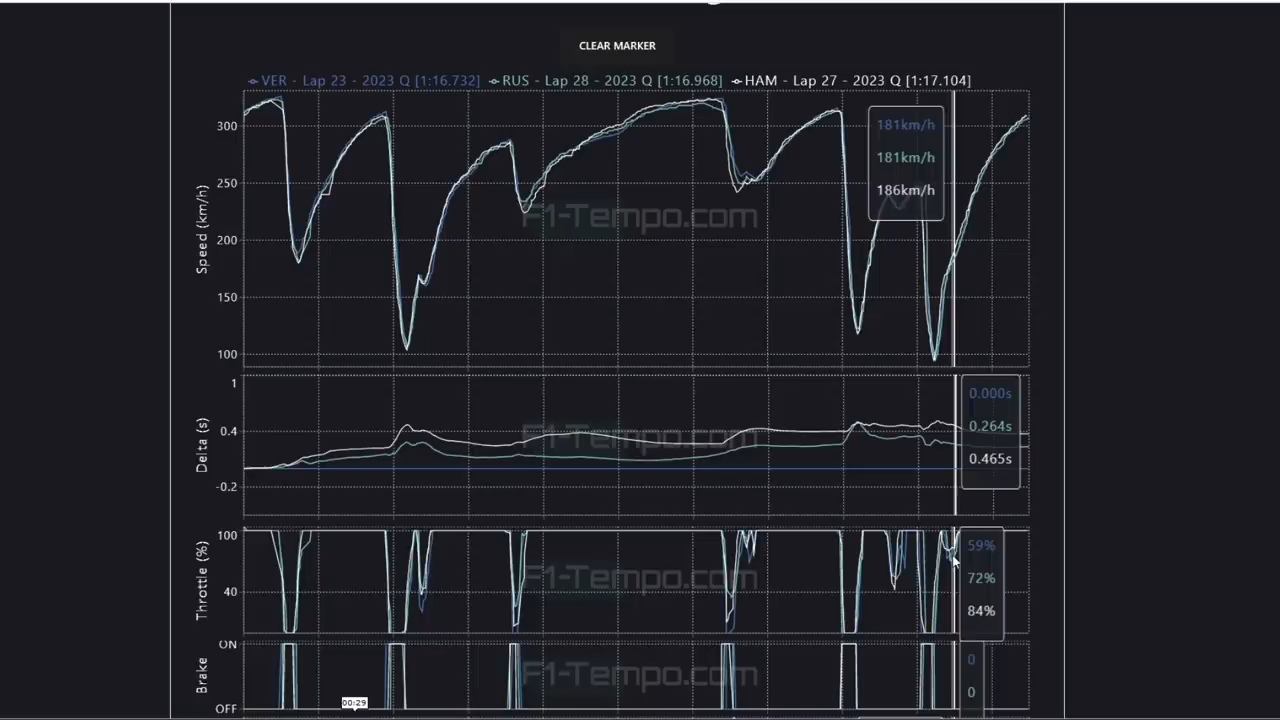 CLEAR MARKER
VER - Lap 23 - 2023 Q [1:16.732] RUS - Lap 28 - 2023 Q [1:16.968] HAM - Lap 27 - 2023 Q [1:17.104]
300
250
200
150
100
Speed (km/h)
181km/h
181km/h
186km/h
F1-Tempo.com
1
0.4
-0.2
Delta (s)
F1-Tempo.com
0.000s
0.264s
0.465s
100
40
Throttle (%)
F1-Tempo.com
59%
72%
84%
ON
OFF
Brake
F1-Tempo.com
0
0
00:29